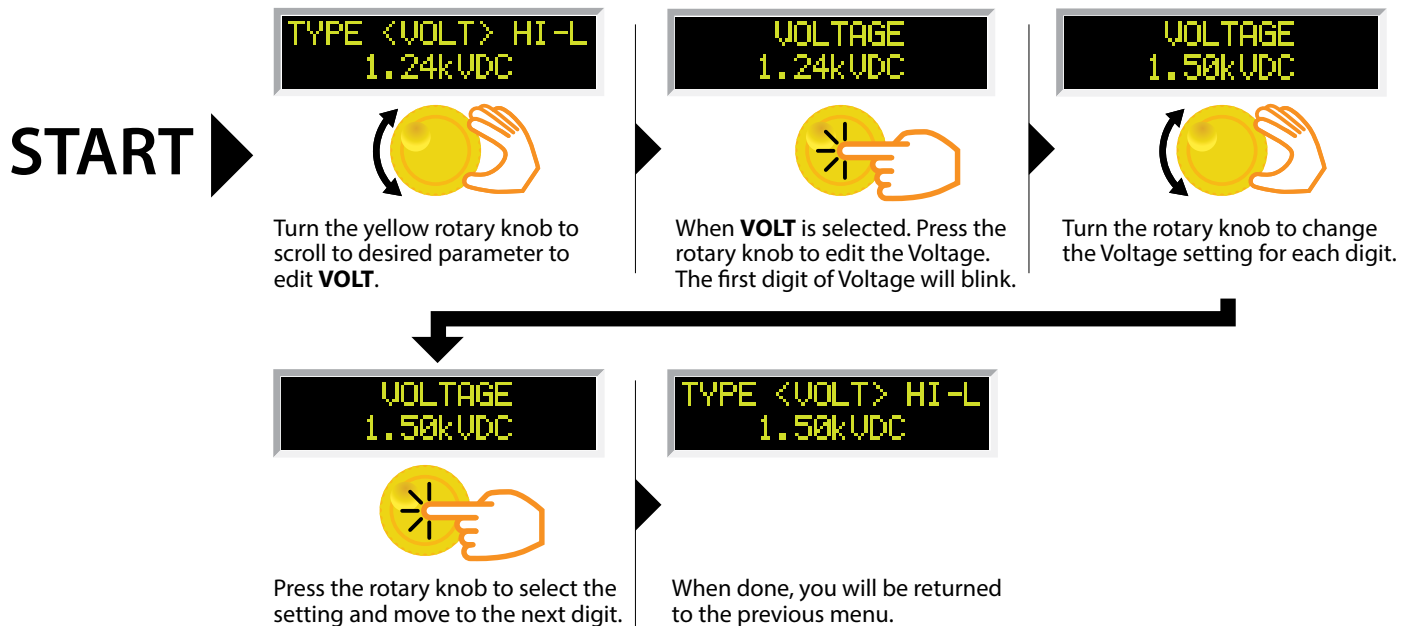 START
TYPE <VOLT> HI-L
1.24kVDC
Turn the yellow rotary knob to
scroll to desired parameter to
edit VOLT.
VOLTAGE
1.24kVDC
When VOLT is selected. Press the
rotary knob to edit the Voltage.
The first digit of Voltage will blink.
VOLTAGE
1.50kVDC
Turn the rotary knob to change
the Voltage setting for each digit.
VOLTAGE
1.50kVDC
Press the rotary knob to select the
setting and move to the next digit.
TYPE <VOLT> HI-L
1.50kVDC
When done, you will be returned
to the previous menu.